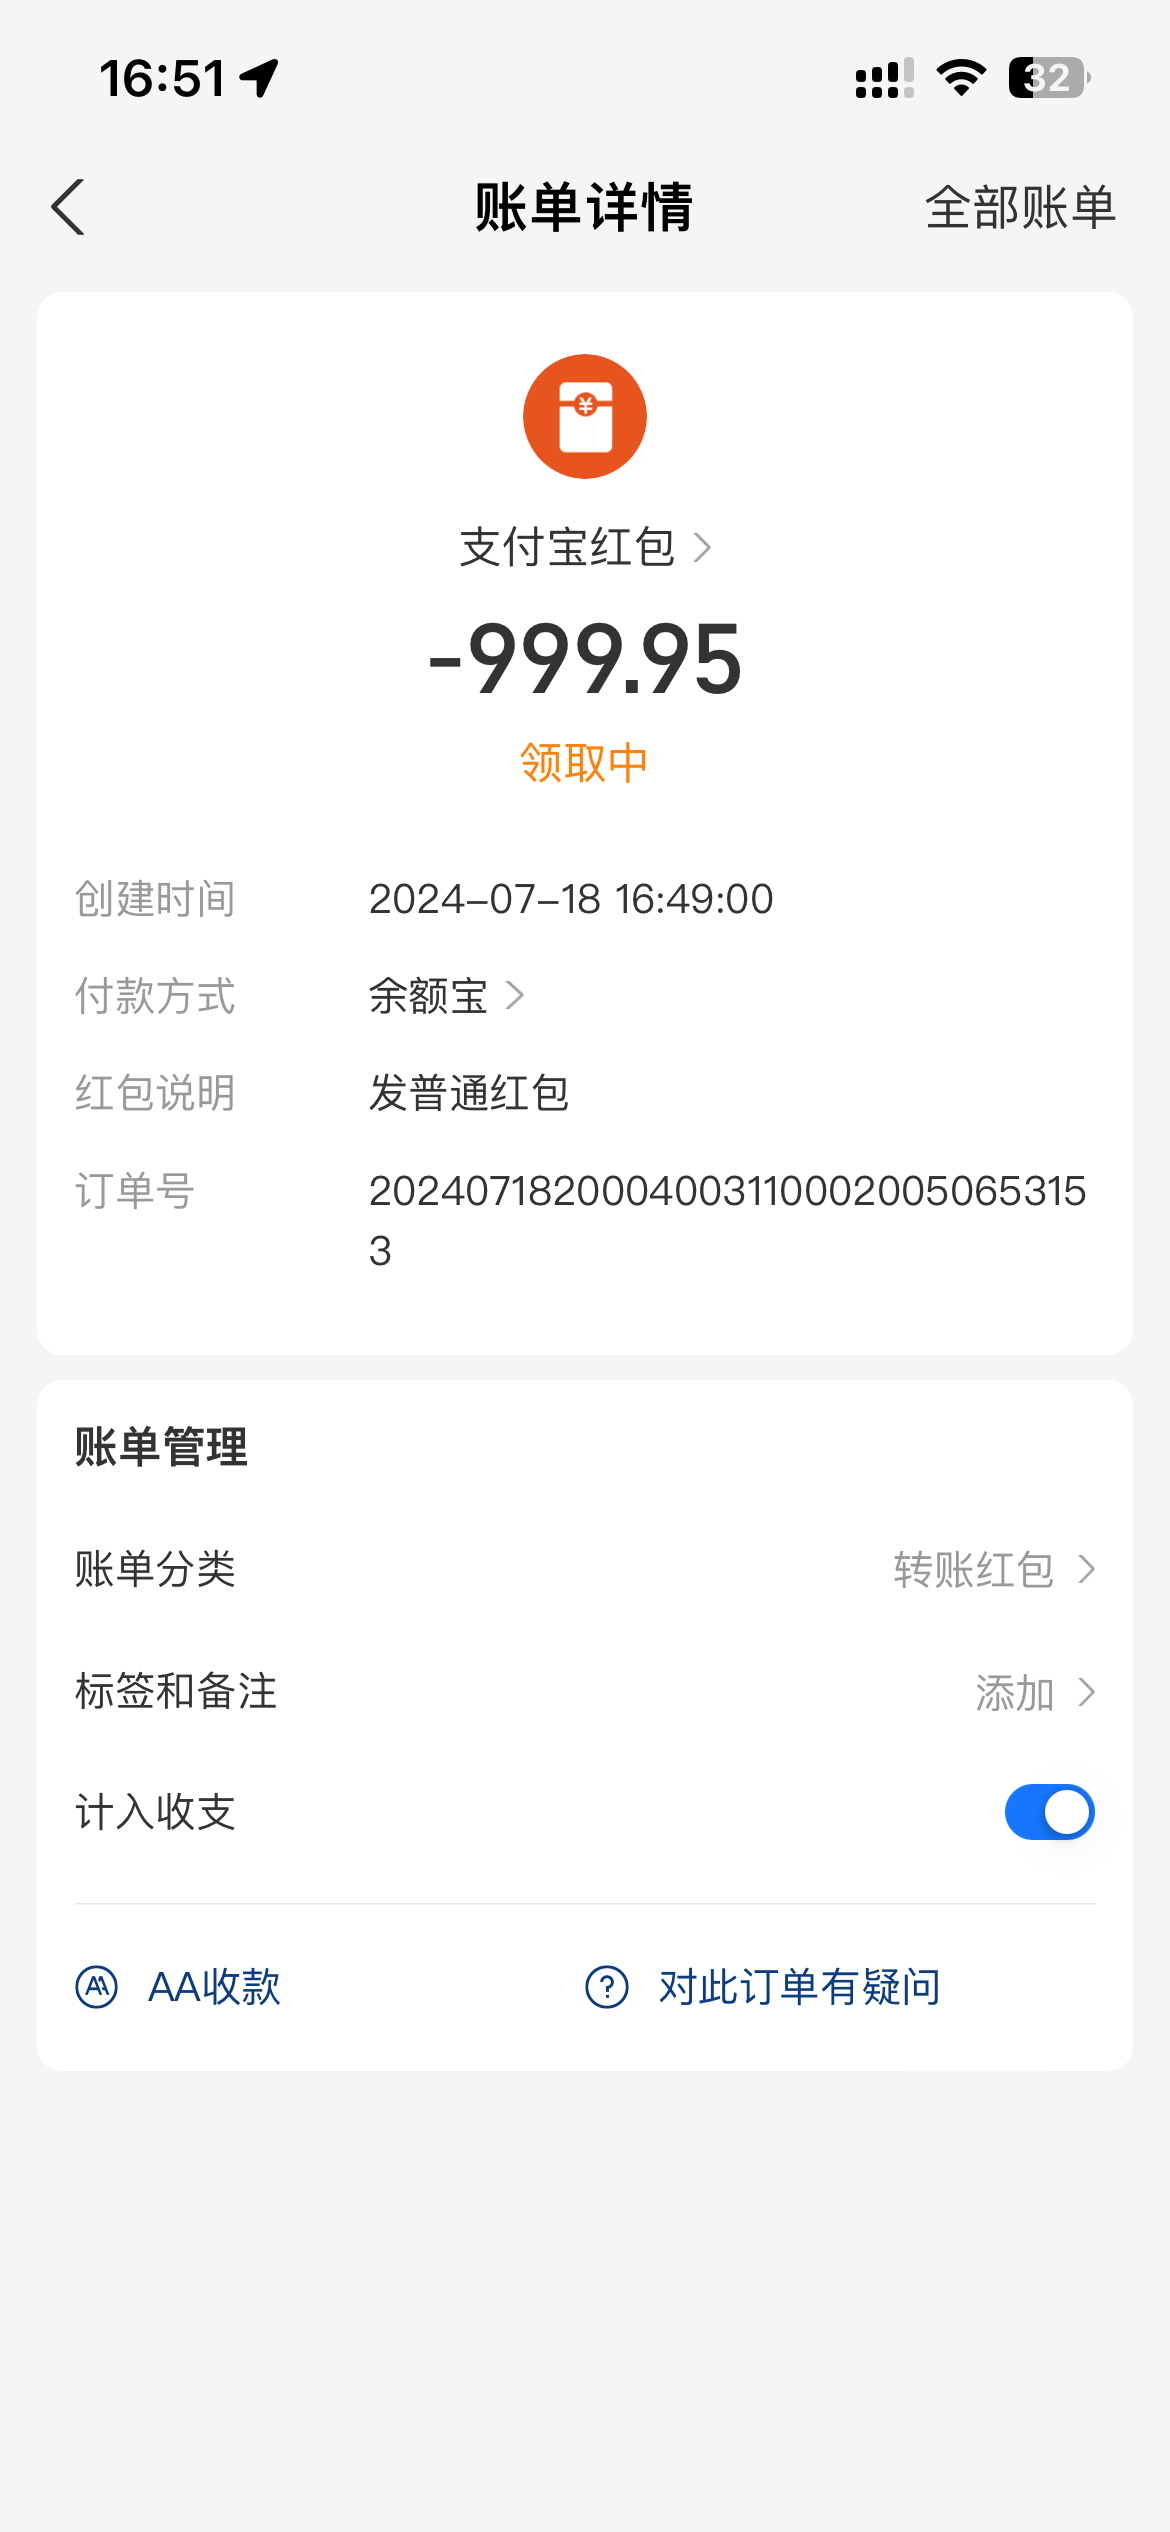 16:51
32
账单详情
全部账单
¥
支付宝红包
-999.95
领取中
创建时间 2024-07-18 16:49:00
付款方式 余额宝
红包说明 发普通红包
订单号 2024071820004003110002005065315
3
账单管理
账单分类 转账红包
标签和备注 添加
计入收支
AA收款
? 对此订单有疑问